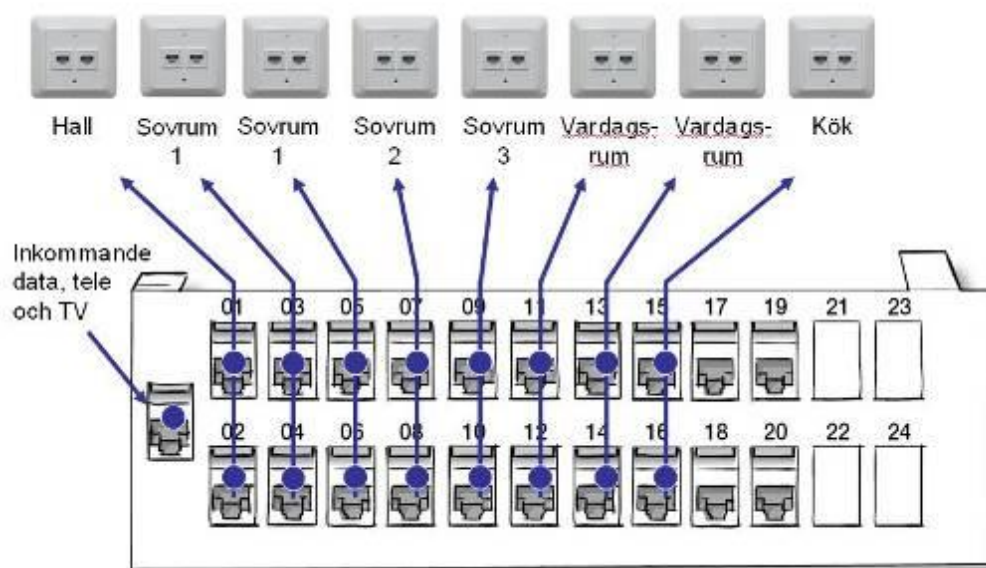 Hall Sovrum Sovrum Sovrum Sovrum Vardags- Vardags- Kök
1 1 2 3 rum rum
Inkommande
data, tele
och TV
01 03 05 07 09 11 13 15 17 19 21 23
02 04 06 08 10 12 14 16 18 20 22 24